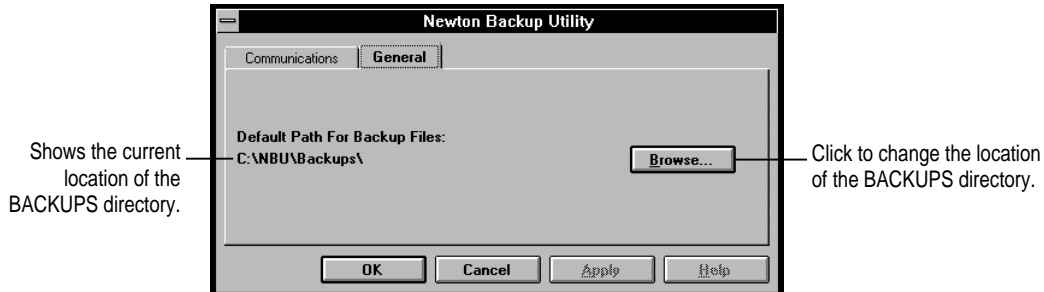 Newton Backup Utility
Communications
General
Default Path For Backup Files:
C:\NBU\Backups\
Browse...
Shows the current
location of the
BACKUPS directory.
Click to change the location
of the BACKUPS directory.
OK
Cancel
Apply
Help